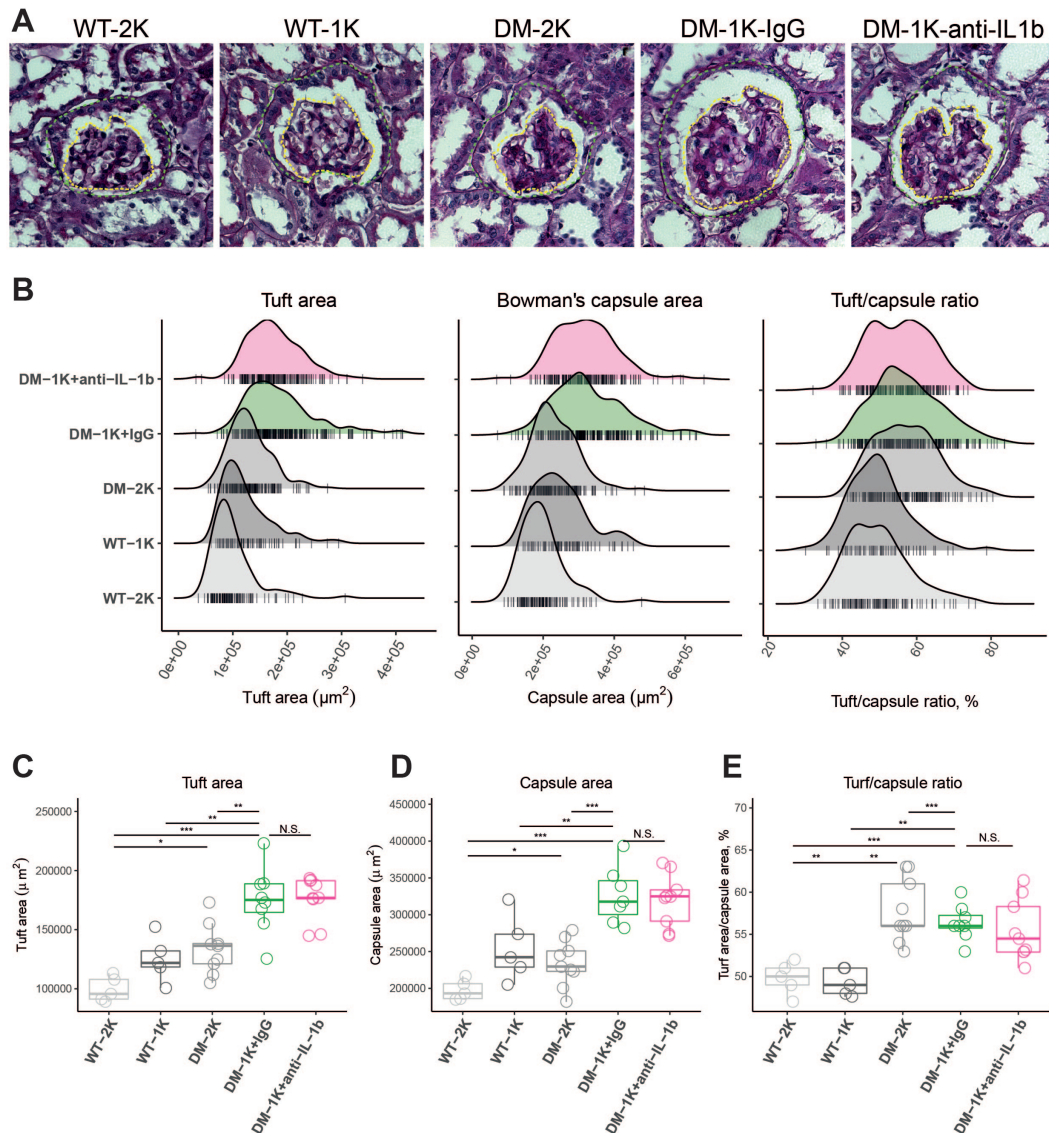 A
WT-2K WT-1K DM-2K DM-1K-IgG DM-1K-anti-IL1b
B
Tuft area Bowman's capsule area Tuft/capsule ratio
DM−1K+anti−IL−1b
DM−1K+IgG
DM−2K
WT−1K
WT−2K
0e+00 1e+05 2e+05 3e+05 4e+05 0e+00 2e+05 4e+05 6e+05 20 40 60 80
Tuft area (µm²) Capsule area (µm²) Tuft/capsule ratio, %
C
Tuft area
Tuft area (µ m²)
250000
200000
150000
100000
**
**
***
*
N.S.
WT−2K WT−1K DM−2K DM−1K+IgG DM−1K+anti−IL−1b
D
Capsule area
Capsule area (µ m²)
450000
400000
350000
300000
250000
200000
***
**
***
*
N.S.
WT−2K WT−1K DM−2K DM−1K+IgG DM−1K+anti−IL−1b
E
Turf/capsule ratio
Turf area/capsule area, %
70
65
60
55
50
***
**
***
** **
N.S.
WT−2K WT−1K DM−2K DM−1K+IgG DM−1K+anti−IL−1b